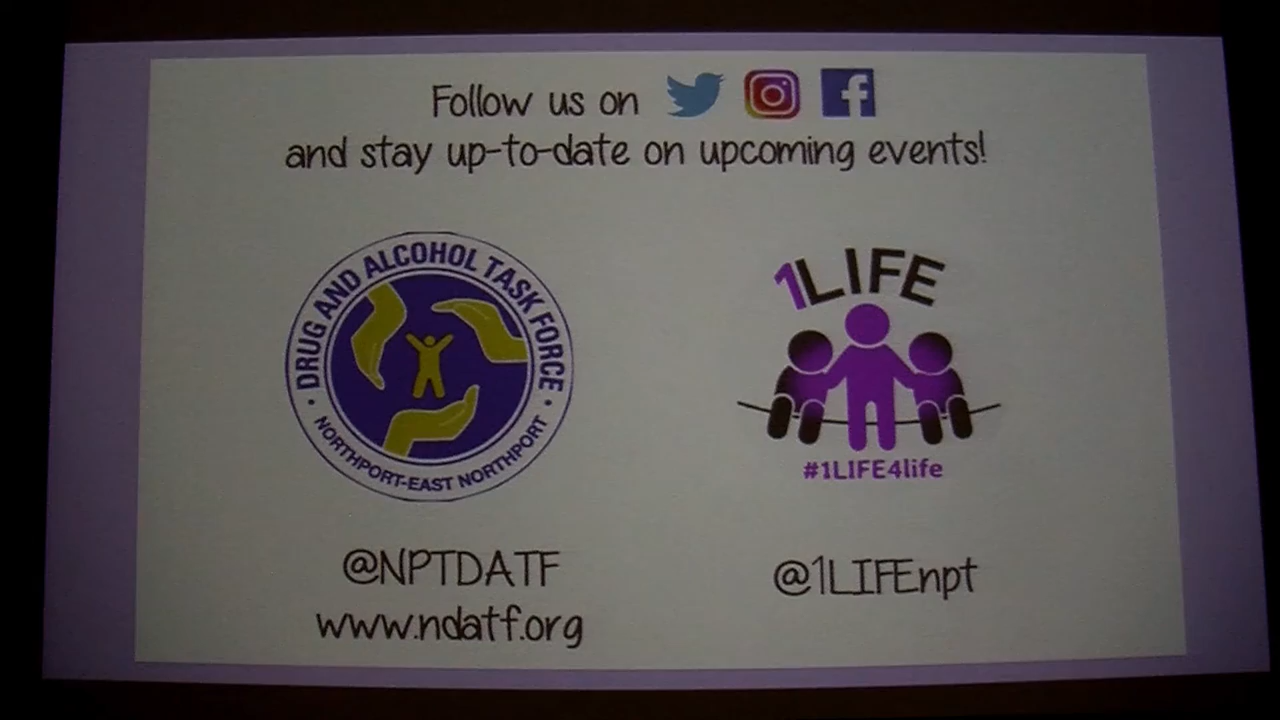 Follow us on
and stay up-to-date on upcoming events!
DRUG AND ALCOHOL TASK FORCE
NORTHPORT-EAST NORTHPORT
@NPTDATF
www.ndatf.org
1LIFE
#1LIFE4life
@1LIFEnpt